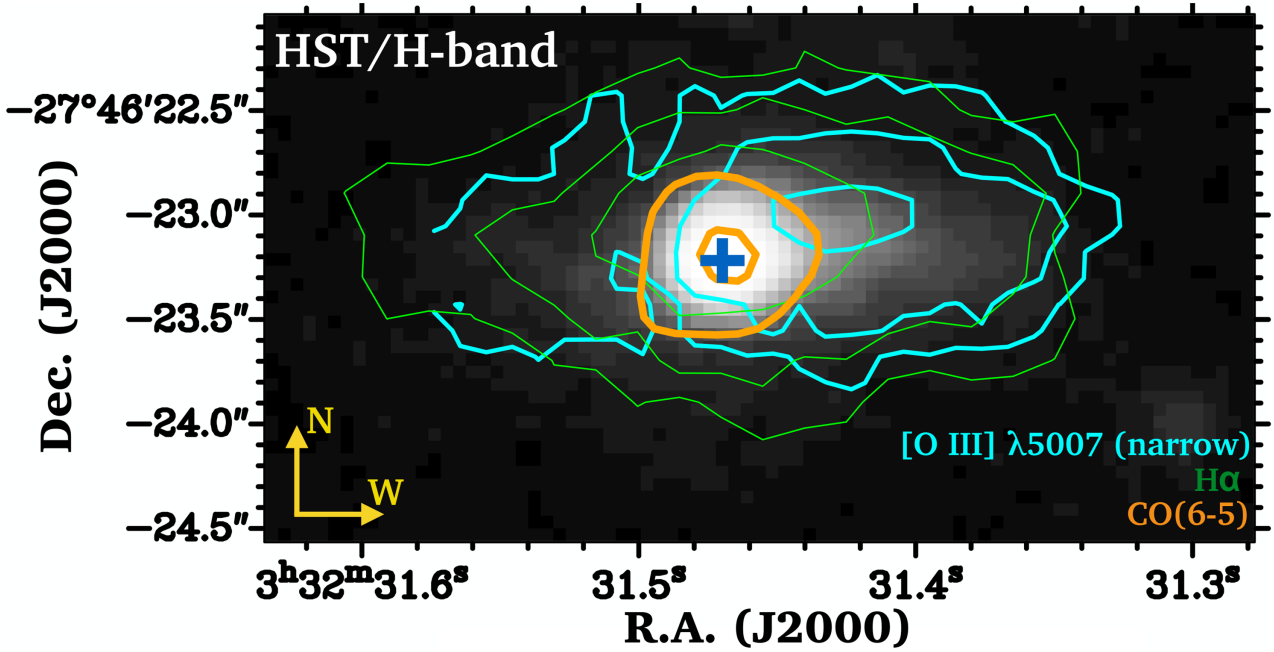 HST/H-band
−27°46′22.5″
−23.0″
−23.5″
−24.0″
−24.5″
Dec. (J2000)
N
W
[O III] λ5007 (narrow)
Hα
CO(6-5)
3ʰ32ᵐ31.6ˢ
31.5ˢ
31.4ˢ
31.3ˢ
R.A. (J2000)